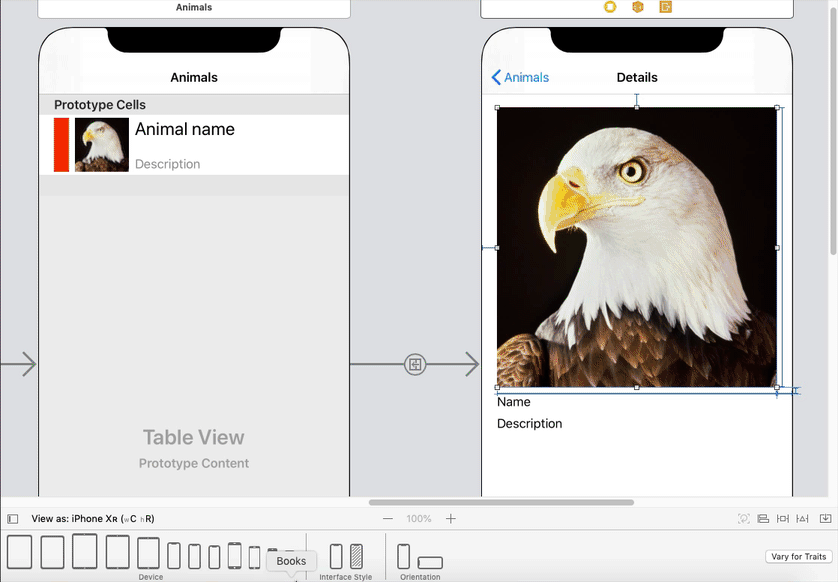 Animals
Animals
Prototype Cells
Animal name
Description
Table View
Prototype Content
Animals
Details
Name
Description
View as: iPhone XR (wC hR)
100%
Books
Device
Interface Style
Orientation
Vary for Traits